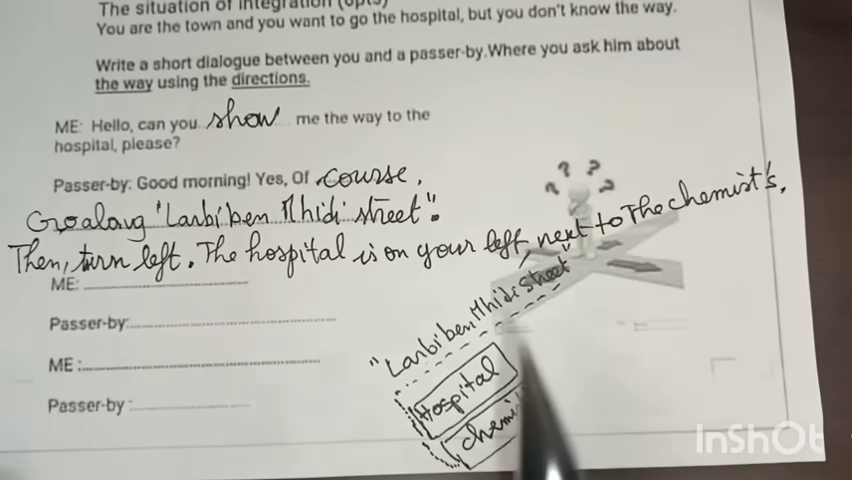 The situation of integration (6pts)
You are the town and you want to go the hospital, but you don't know the way.
Write a short dialogue between you and a passer-by.Where you ask him about
the way using the directions.
ME: Hello, can you show me the way to the
hospital, please?
Passer-by: Good morning! Yes, Of course,
Go along "Larbi ben Mhidi street".
Then, turn left. The hospital is on your left, next to The chemist's.
ME:
Passer-by:
ME :
Passer-by :
? ? ? ?
"Larbi ben Mhidi street"
Hospital
chemi
InShOt